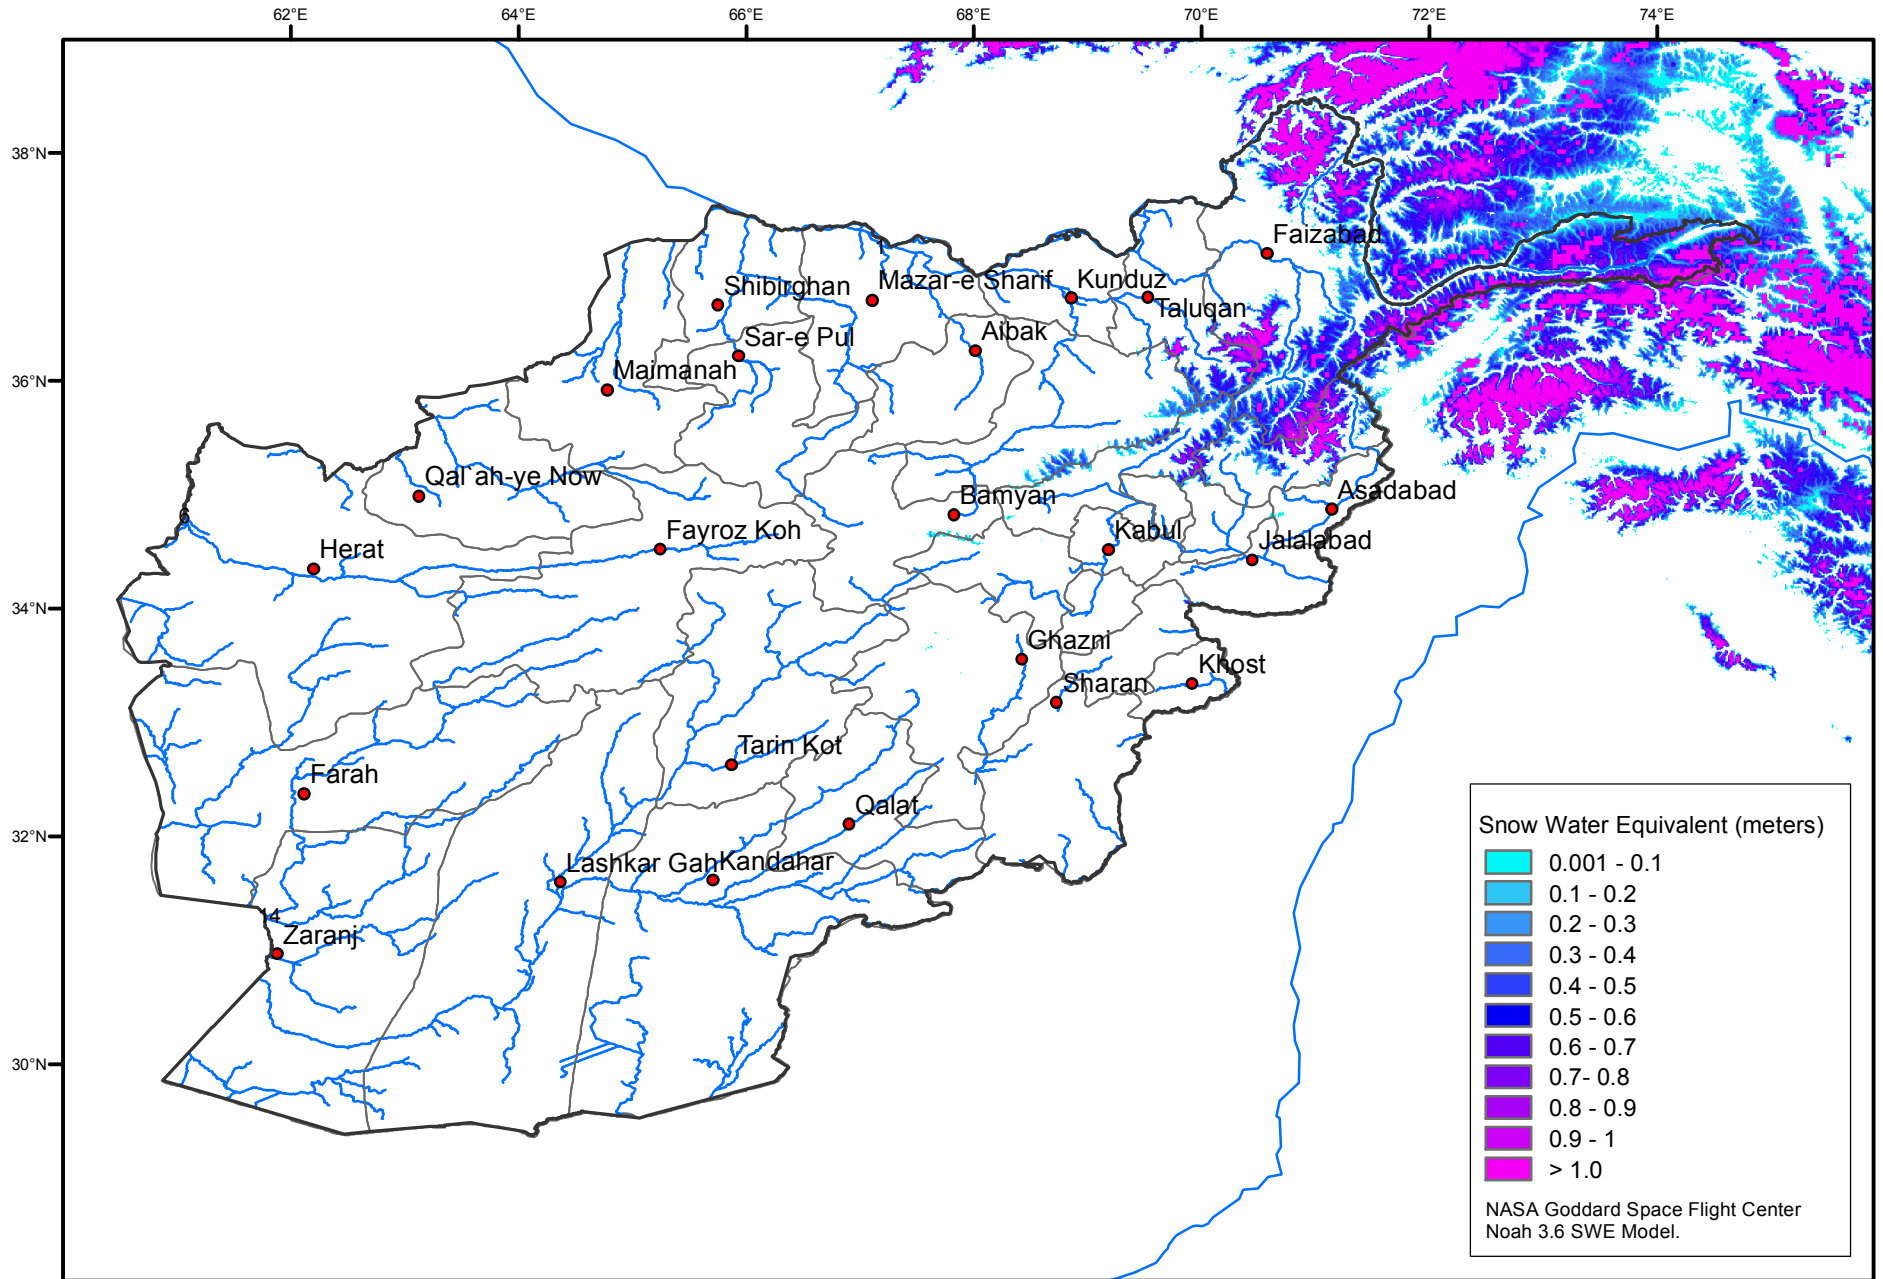 62°E 64°E 66°E 68°E 70°E 72°E 74°E
38°N
Faizabad
1
Shibirghan
Mazar-e Sharif
Kunduz
Taluqan
Sar-e Pul
Aibak
36°N
Maimanah
Qal`ah-ye Now
Bamyan
Asadabad
6
Fayroz Koh
Kabul
Herat
Jalalabad
34°N
Ghazni
Khost
Sharan
Tarin Kot
Farah
Qalat
32°N
Lashkar Gah
Kandahar
14
Zaranj
30°N
Snow Water Equivalent (meters)
0.001 - 0.1
0.1 - 0.2
0.2 - 0.3
0.3 - 0.4
0.4 - 0.5
0.5 - 0.6
0.6 - 0.7
0.7- 0.8
0.8 - 0.9
0.9 - 1
> 1.0
NASA Goddard Space Flight Center
Noah 3.6 SWE Model.